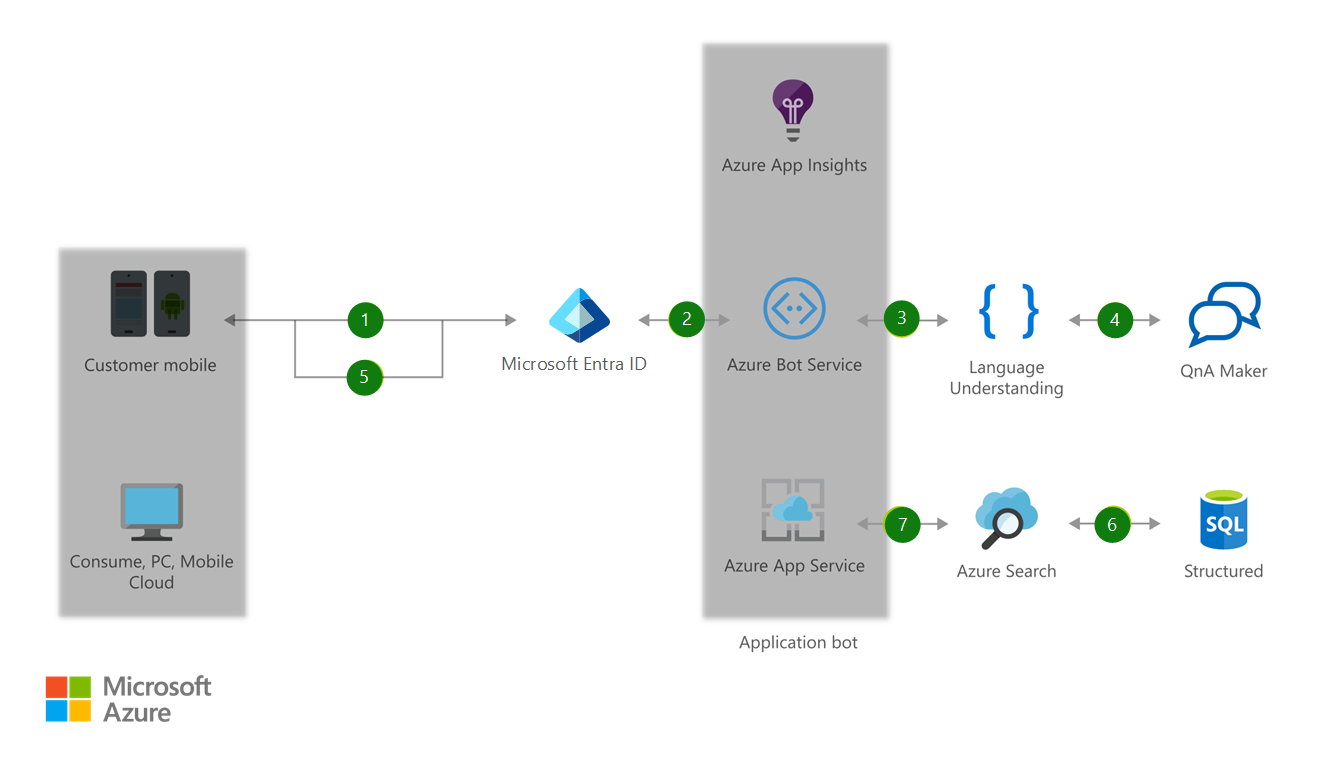 Azure App Insights
1
5
2
3
4
Customer mobile
Microsoft Entra ID
Azure Bot Service
Language
Understanding
QnA Maker
7
6
SQL
Consume, PC, Mobile
Cloud
Azure App Service
Azure Search
Structured
Application bot
Microsoft
Azure